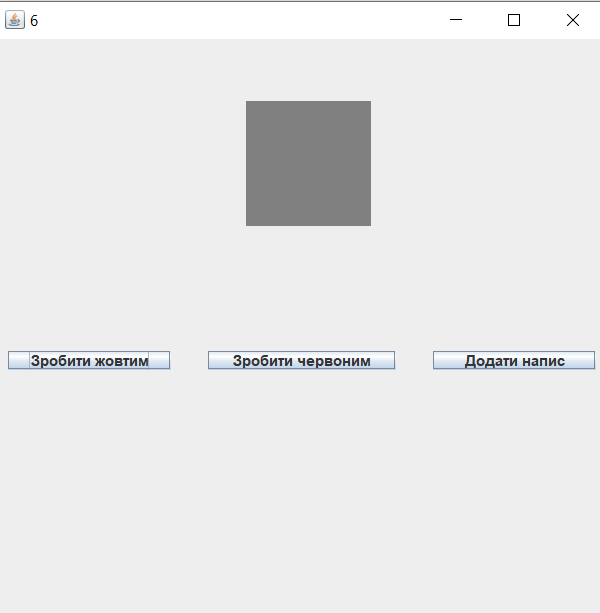 6
Зробити жовтим
Зробити червоним
Додати напис